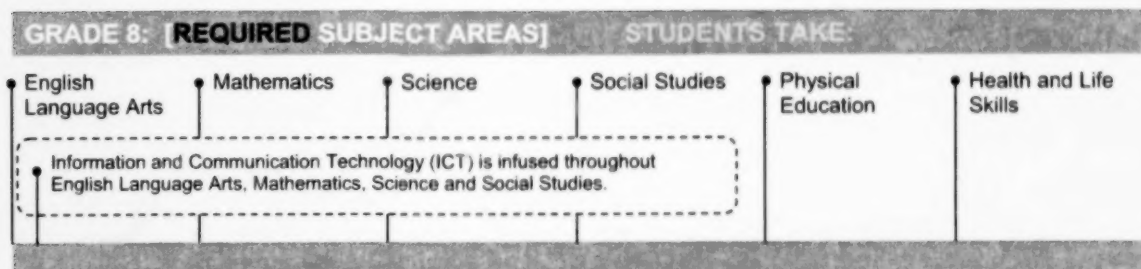 GRADE 8: [REQUIRED SUBJECT AREAS] STUDENTS TAKE:
English
Language Arts
Mathematics
Science
Social Studies
Physical
Education
Health and Life
Skills
Information and Communication Technology (ICT) is infused throughout
English Language Arts, Mathematics, Science and Social Studies.